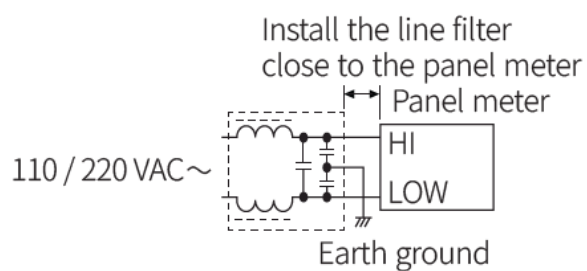 Install the line filter
close to the panel meter
Panel meter
HI
110 / 220 VAC～
LOW
Earth ground